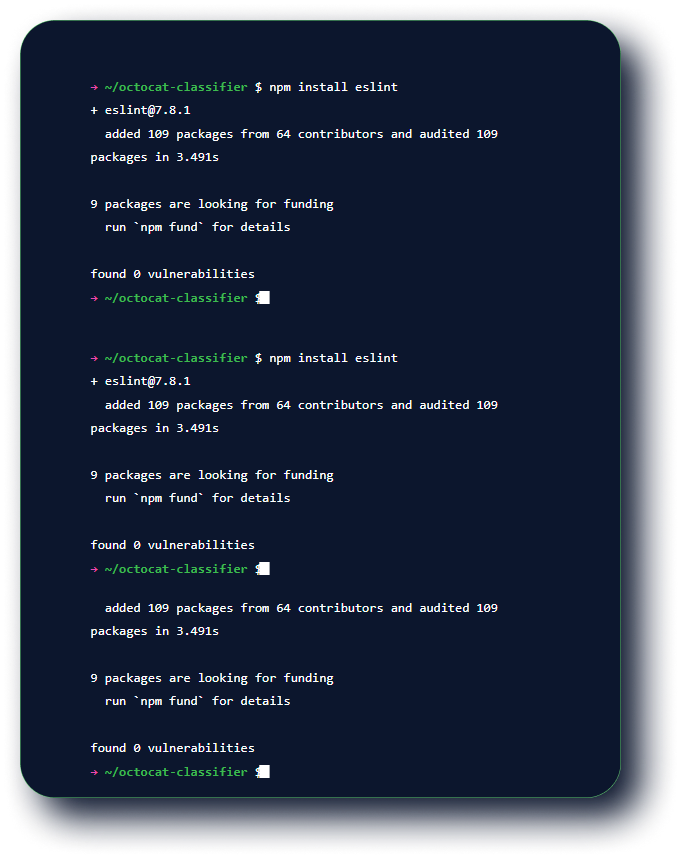 → ~/octocat-classifier $ npm install eslint
+ eslint@7.8.1
added 109 packages from 64 contributors and audited 109
packages in 3.491s
9 packages are looking for funding
run `npm fund` for details
found 0 vulnerabilities
→ ~/octocat-classifier $
→ ~/octocat-classifier $ npm install eslint
+ eslint@7.8.1
added 109 packages from 64 contributors and audited 109
packages in 3.491s
9 packages are looking for funding
run `npm fund` for details
found 0 vulnerabilities
→ ~/octocat-classifier $
added 109 packages from 64 contributors and audited 109
packages in 3.491s
9 packages are looking for funding
run `npm fund` for details
found 0 vulnerabilities
→ ~/octocat-classifier $